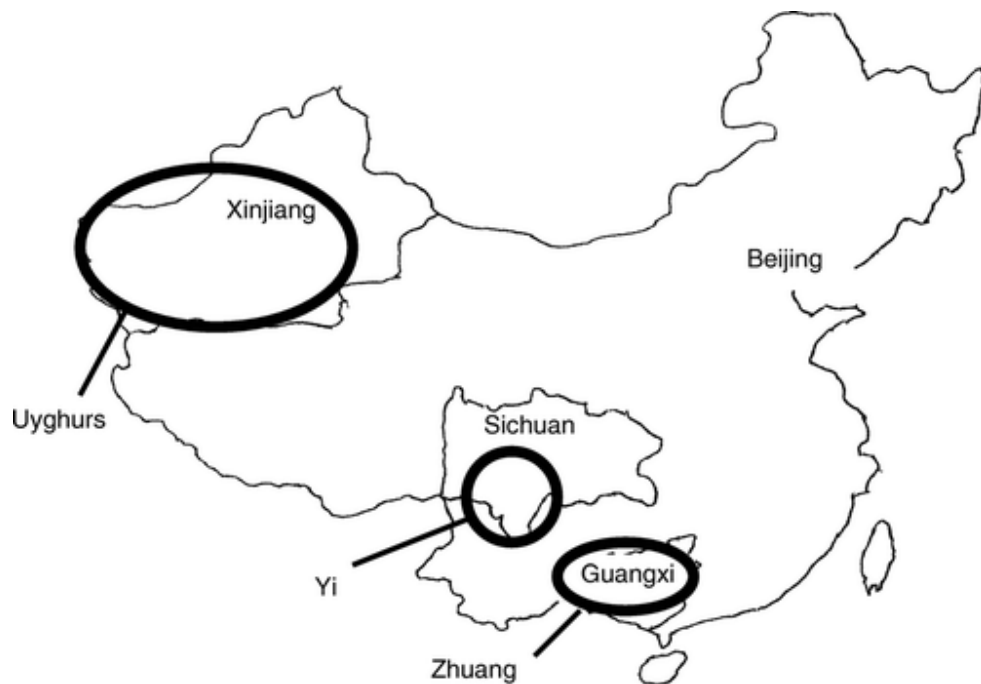 Xinjiang
Beijing
Uyghurs
Sichuan
Yi
Guangxi
Zhuang